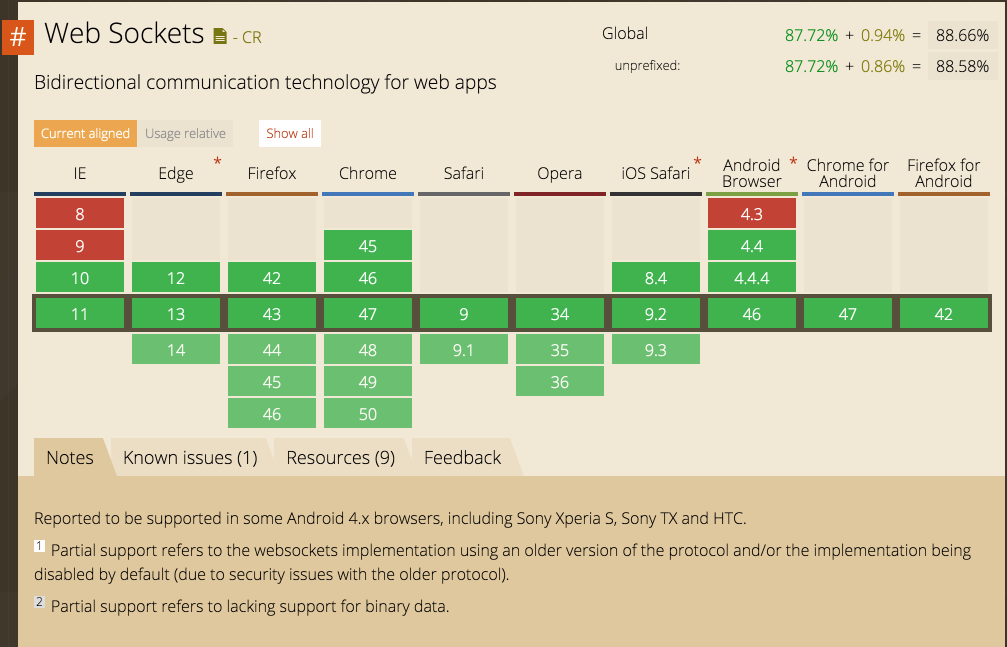 # Web Sockets - CR
Global 87.72% + 0.94% = 88.66%
unprefixed: 87.72% + 0.86% = 88.58%
Bidirectional communication technology for web apps
Current aligned Usage relative Show all
IE Edge * Firefox Chrome Safari Opera iOS Safari * Android Browser * Chrome for Android Firefox for Android
8 4.3
9 45 4.4
10 12 42 46 8.4 4.4.4
11 13 43 47 9 34 9.2 46 47 42
14 44 48 9.1 35 9.3
45 49 36
46 50
Notes Known issues (1) Resources (9) Feedback
Reported to be supported in some Android 4.x browsers, including Sony Xperia S, Sony TX and HTC.
1 Partial support refers to the websockets implementation using an older version of the protocol and/or the implementation being
disabled by default (due to security issues with the older protocol).
2 Partial support refers to lacking support for binary data.